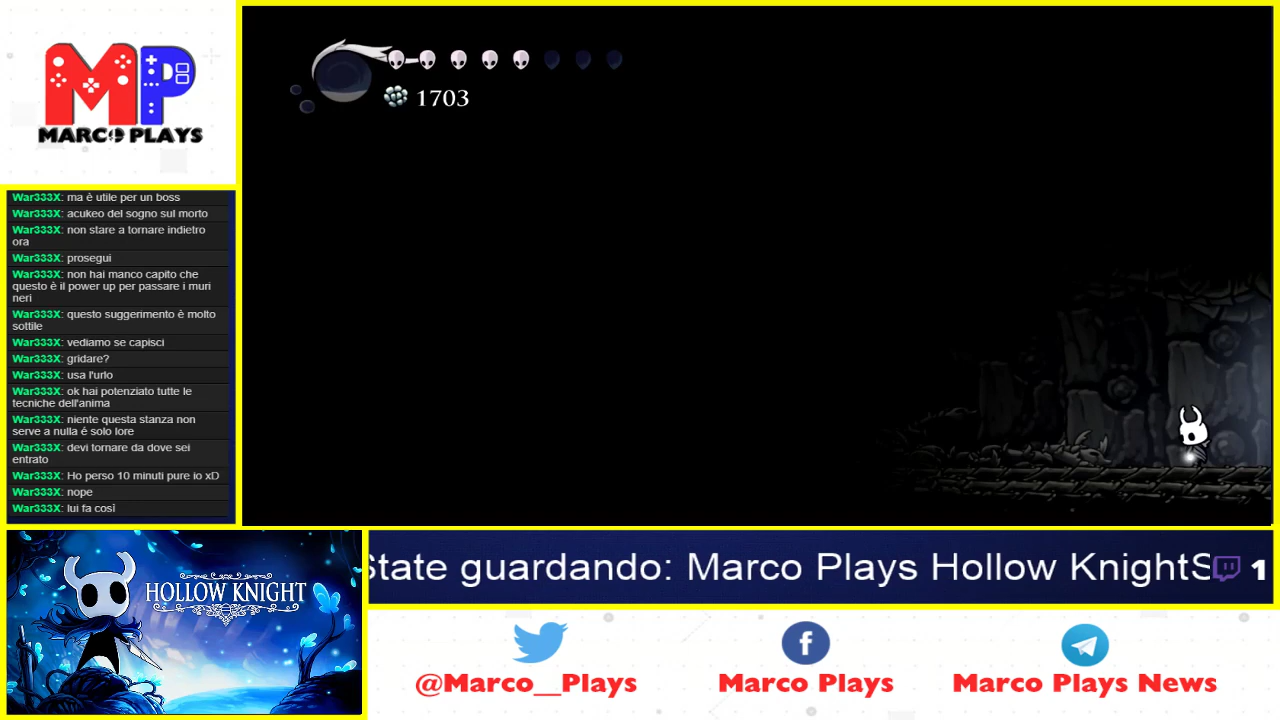 MP
MARCO PLAYS
1703
War333X: ma è utile per un boss
War333X: acukeo del sogno sul morto
War333X: non stare a tornare indietro
ora
War333X: prosegui
War333X: non hai manco capito che
questo è il power up per passare i muri
neri
War333X: questo suggerimento è molto
sottile
War333X: vediamo se capisci
War333X: gridare?
War333X: usa l'urlo
War333X: ok hai potenziato tutte le
tecniche dell'anima
War333X: niente questa stanza non
serve a nulla é solo lore
War333X: devi tornare da dove sei
entrato
War333X: Ho perso 10 minuti pure io xD
War333X: nope
War333X: lui fa così
HOLLOW KNIGHT
State guardando: Marco Plays Hollow KnightS
1
@Marco__Plays
Marco Plays
Marco Plays News